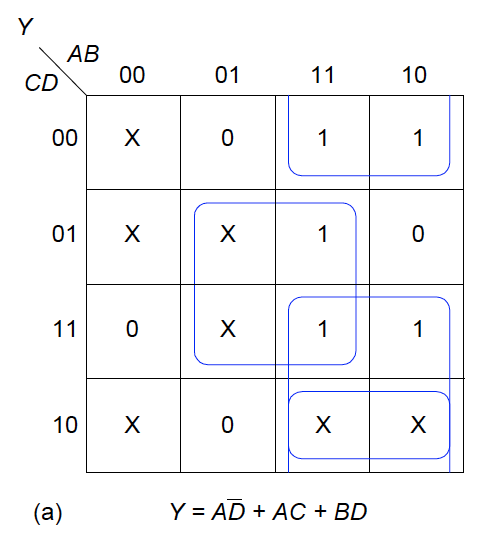 Y
AB
CD
00 01 11 10
00 X 0 1 1
01 X X 1 0
11 0 X 1 1
10 X 0 X X
(a) Y = AD̅ + AC + BD